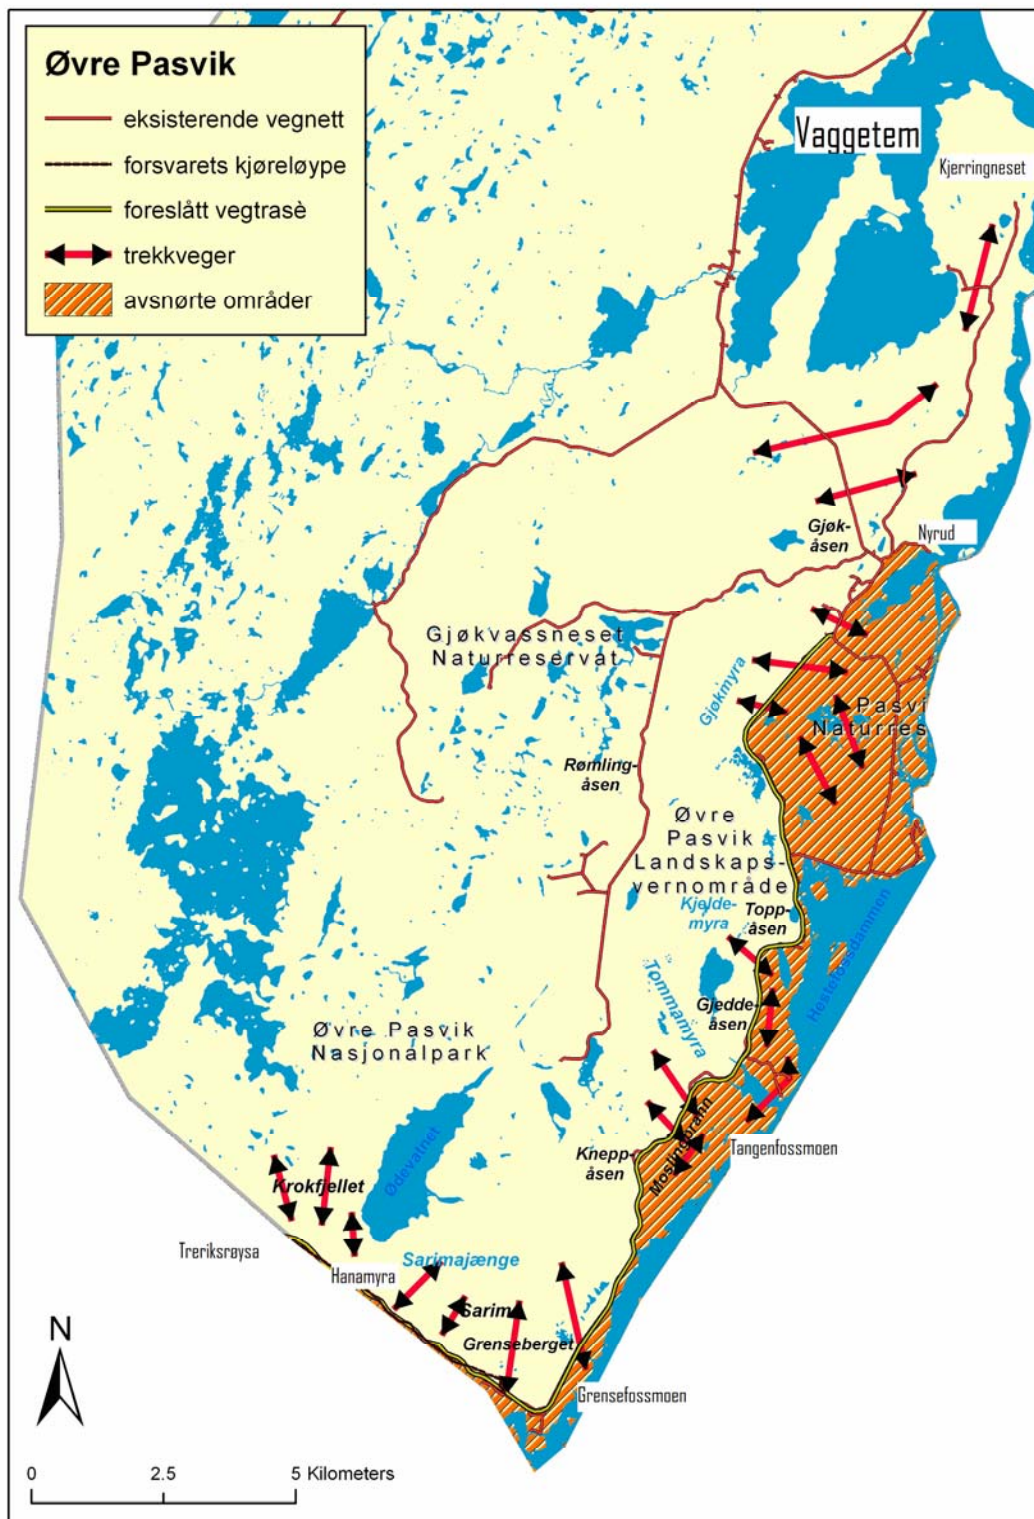 Øvre Pasvik
eksisterende vegnett
forsvarets kjøreløype
foreslått vegtrasè
trekkveger
avsnørte områder
Vaggetem
Kjerringneset
Gjøk-
åsen
Nyrud
Gjøkvassneset
Naturreservat
Gjøkmyra
Pasvi
Naturres
Rømling-
åsen
Øvre
Pasvik
Landskaps-
vernområde
Kjelde-
myra
Topp-
åsen
Hestefossdammen
Tommamyra
Gjedde-
åsen
Øvre Pasvik
Nasjonalpark
Moslingbrann
Tangenfossmoen
Knepp-
åsen
Ødevatnet
Krokfjellet
Treriksrøysa
Hanamyra
Sarimajænge
Sarim
Grenseberget
Grensefossmoen
N
0 2.5 5 Kilometers